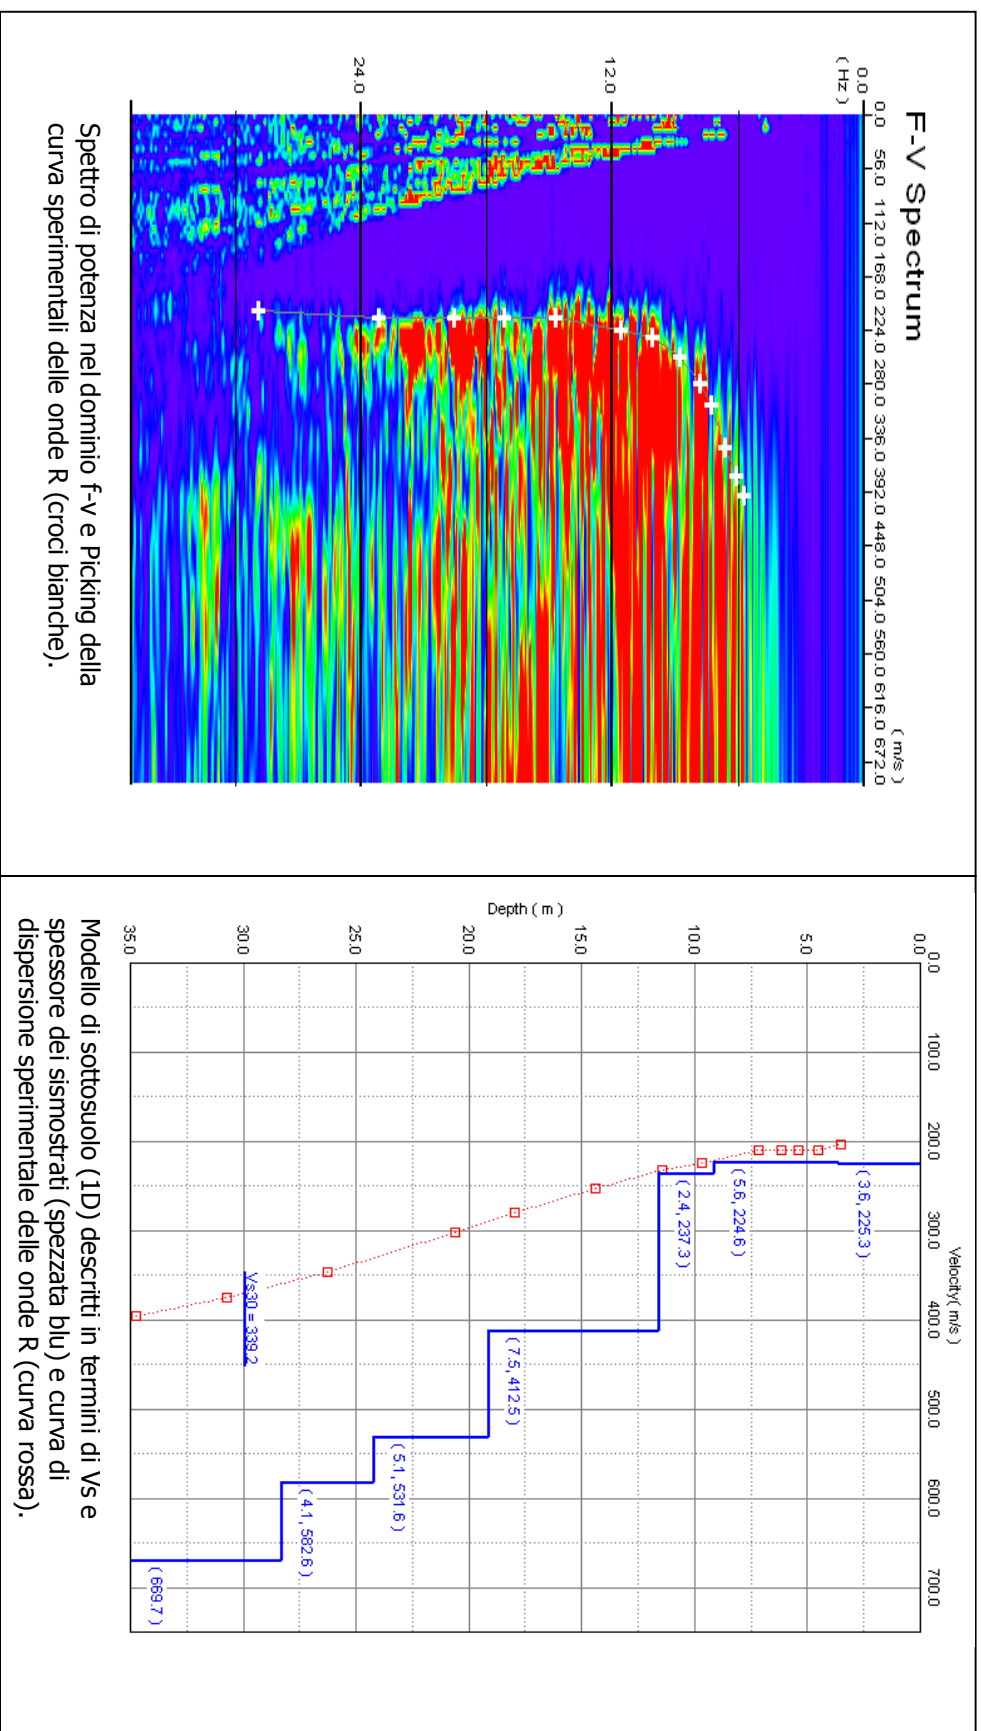 F-V Spectrum
( m/s )
0.0 56.0 112.0 168.0 224.0 280.0 336.0 392.0 448.0 504.0 560.0 616.0 672.0
0.0
( Hz )
12.0
24.0
Spettro di potenza nel dominio f-v e Picking della
curva sperimentali delle onde R (croci bianche).
Velocity( m/s )
0.0 100.0 200.0 300.0 400.0 500.0 600.0 700.0
0.0
5.0
10.0
15.0
20.0
25.0
30.0
35.0
Depth ( m )
( 3.6, 225.3 )
( 5.6, 224.6 )
( 2.4, 237.3 )
( 7.5, 412.5 )
( 5.1, 531.6 )
( 4.1, 582.6 )
Vs30 = 339.2
( 669.7 )
Modello di sottosuolo (1D) descritti in termini di Vs e
spessore dei sismostrati (spezzata blu) e curva di
dispersione sperimentale delle onde R (curva rossa).